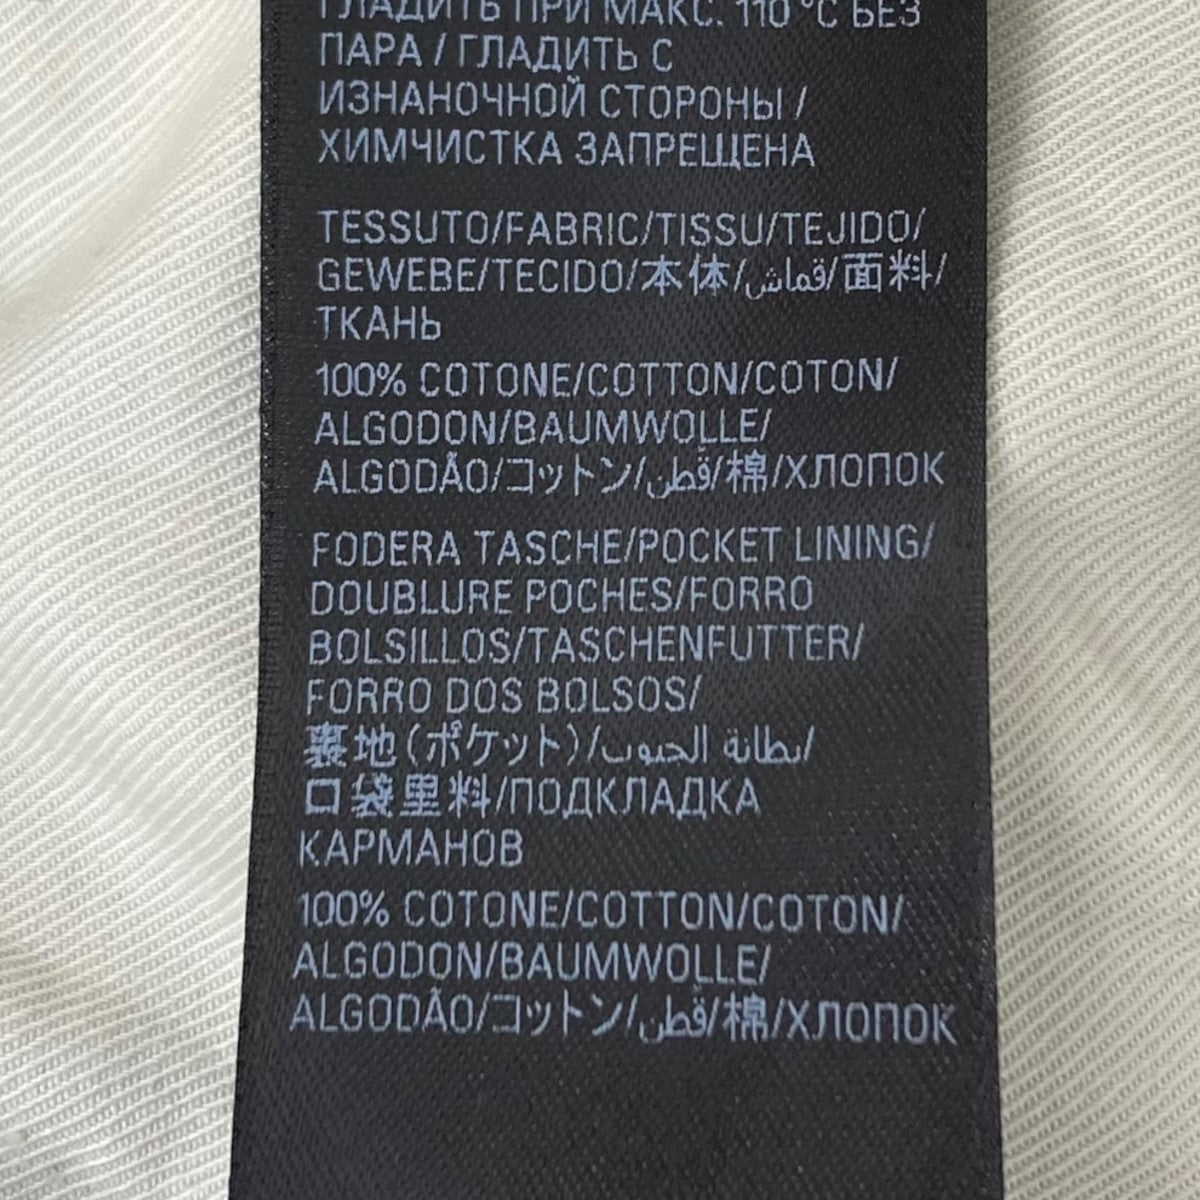 ГЛАДИТЬ ПРИ МАКС. 110 °C БЕЗ
ПАРА / ГЛАДИТЬ С
ИЗНАНОЧНОЙ СТОРОНЫ /
ХИМЧИСТКА ЗАПРЕЩЕНА
TESSUTO/FABRIC/TISSU/TEJIDO/
GEWEBE/TECIDO/本体/قماش/面料/
ТКАНЬ
100% COTONE/COTTON/COTON/
ALGODON/BAUMWOLLE/
ALGODÃO/コットン/قطن/棉/ХЛОПОК
FODERA TASCHE/POCKET LINING/
DOUBLURE POCHES/FORRO
BOLSILLOS/TASCHENFUTTER/
FORRO DOS BOLSOS/
裏地(ポケット)/بطانة الجيوب/
口袋里料/ПОДКЛАДКА
КАРМАНОВ
100% COTONE/COTTON/COTON/
ALGODON/BAUMWOLLE/
ALGODÃO/コットン/قطن/棉/ХЛОПОК